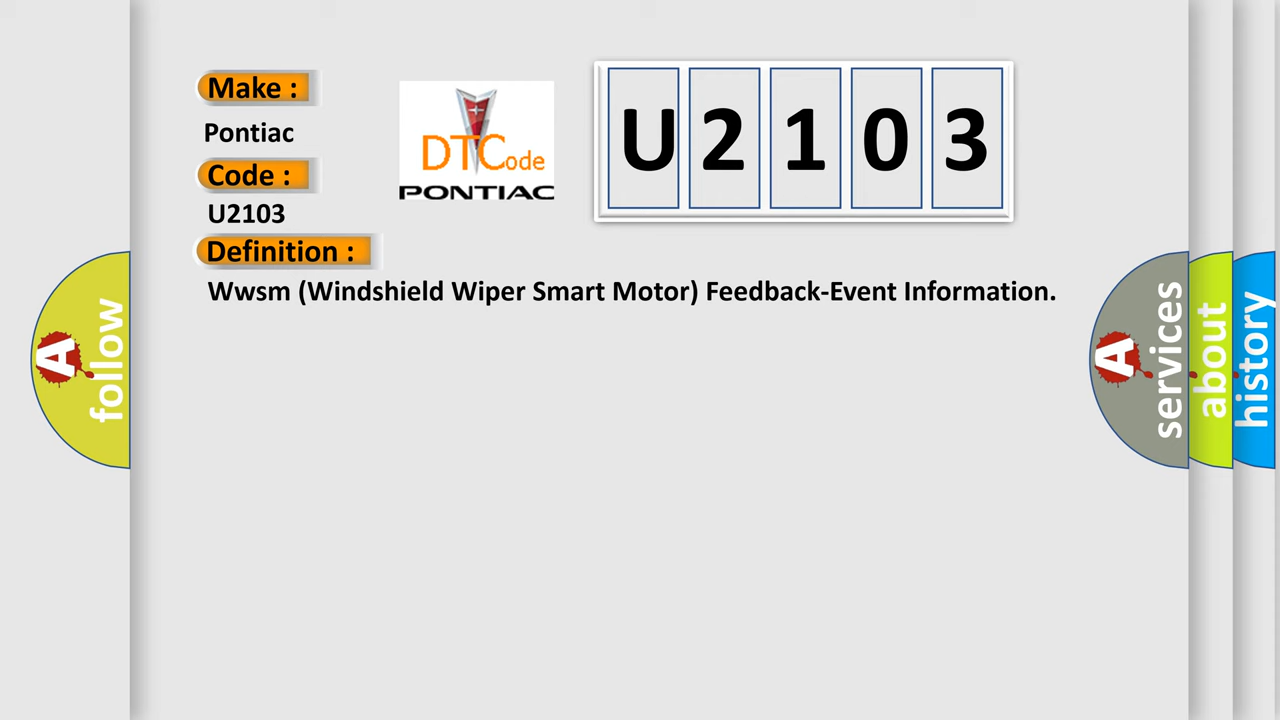 Make :
Pontiac
Code :
U2103
Definition :
Wwsm (Windshield Wiper Smart Motor) Feedback-Event Information.
DTCode
PONTIAC
U2103
A
follow
A
services
about
history